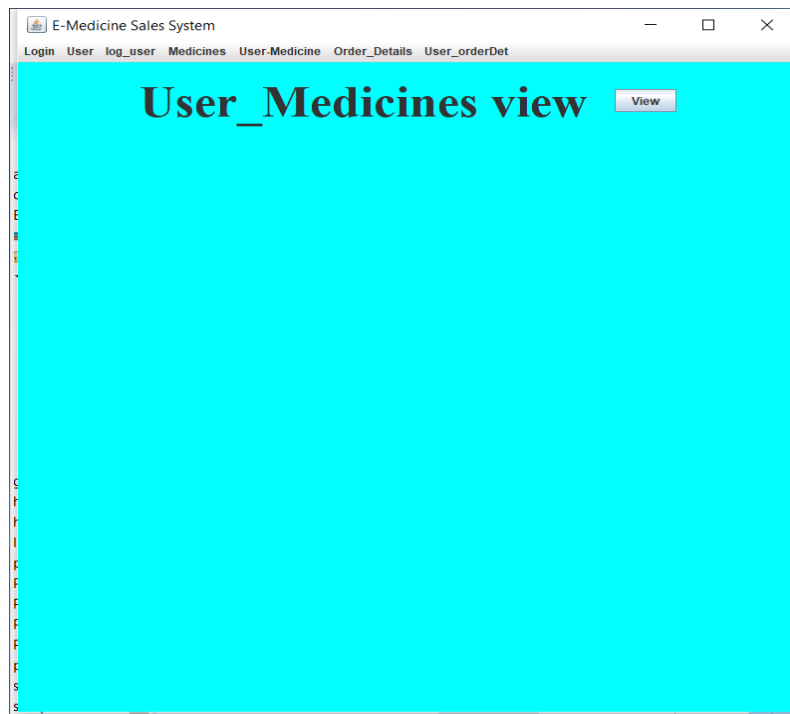 E-Medicine Sales System
Login User log_user Medicines User-Medicine Order_Details User_orderDet
User_Medicines view View